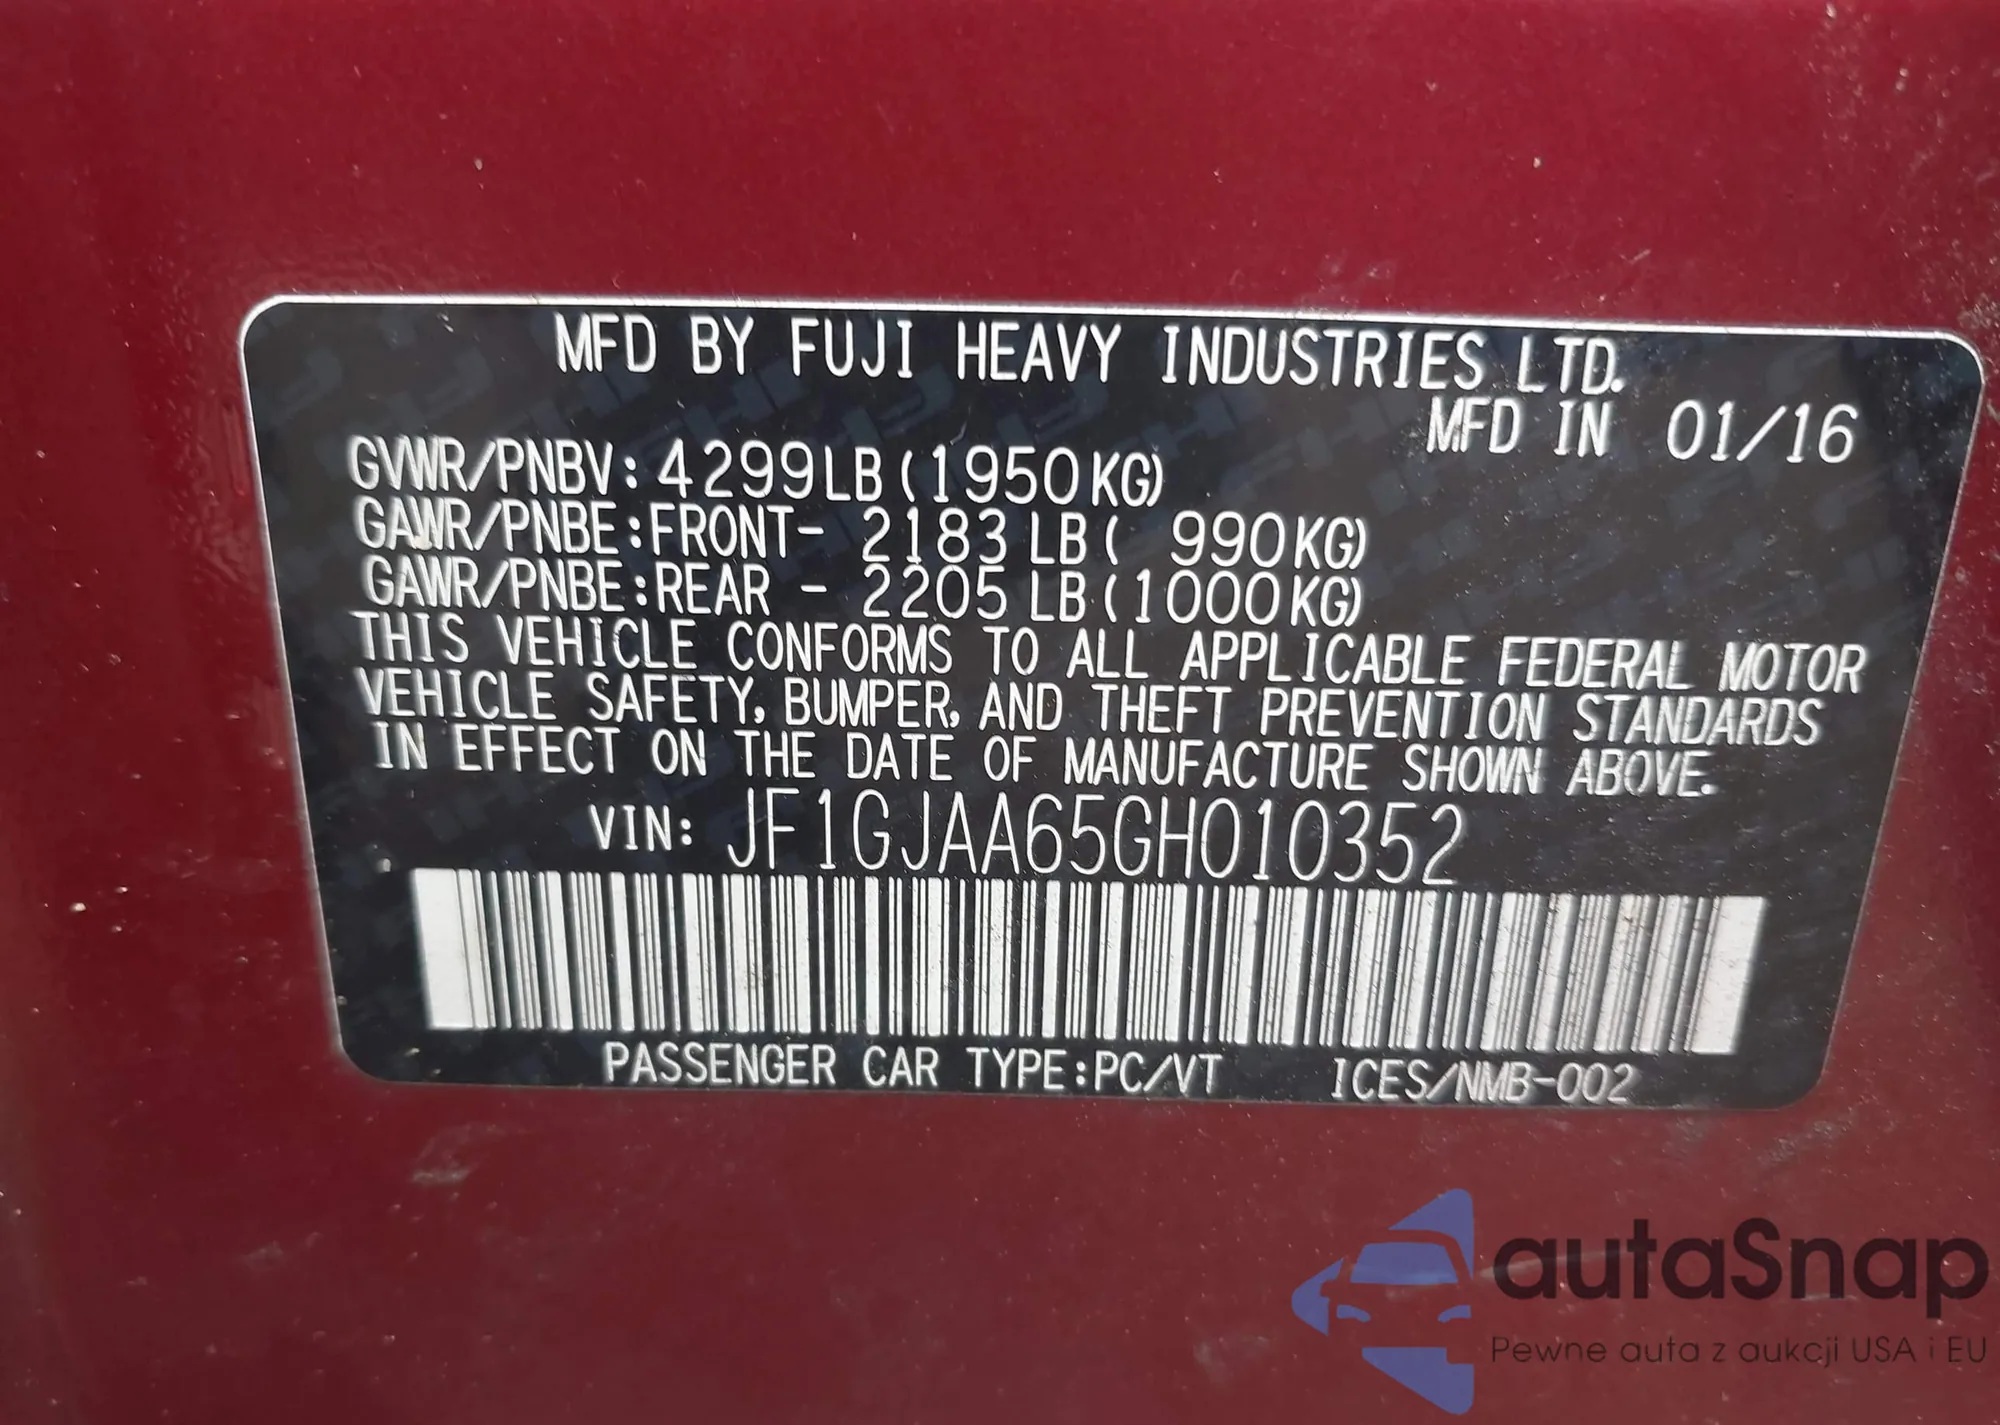 MFD BY FUJI HEAVY INDUSTRIES LTD.
MFD IN 01/16
GVWR/PNBV:4299LB(1950KG)
GAWR/PNBE:FRONT- 2183LB( 990KG)
GAWR/PNBE:REAR - 2205LB(1000KG)
THIS VEHICLE CONFORMS TO ALL APPLICABLE FEDERAL MOTOR
VEHICLE SAFETY, BUMPER, AND THEFT PREVENTION STANDARDS
IN EFFECT ON THE DATE OF MANUFACTURE SHOWN ABOVE.
VIN: JF1GJAA65GH010352
PASSENGER CAR TYPE:PC/VT ICES/NMB-002
autaSnap
Pewne auta z aukcji USA i EU